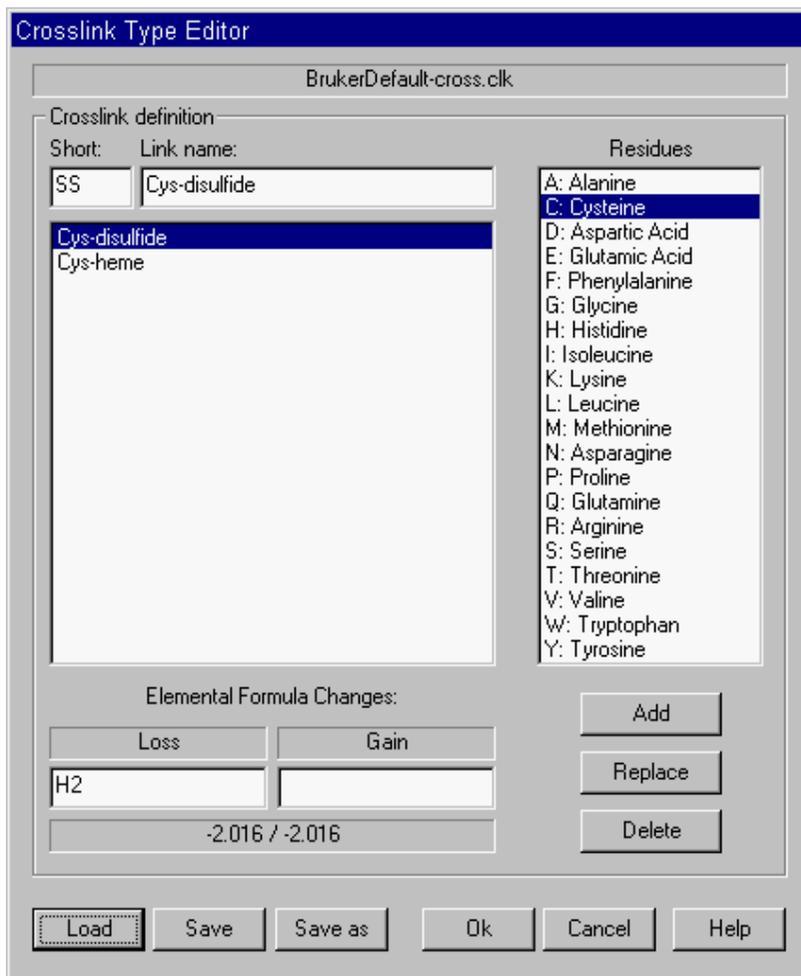 Crosslink Type Editor
BrukerDefault-cross.clk
Crosslink definition
Short: Link name:
SS Cys-disulfide
Cys-disulfide
Cys-heme
Residues
A: Alanine
C: Cysteine
D: Aspartic Acid
E: Glutamic Acid
F: Phenylalanine
G: Glycine
H: Histidine
I: Isoleucine
K: Lysine
L: Leucine
M: Methionine
N: Asparagine
P: Proline
Q: Glutamine
R: Arginine
S: Serine
T: Threonine
V: Valine
W: Tryptophan
Y: Tyrosine
Elemental Formula Changes:
Loss Gain
H2
-2.016 / -2.016
Add
Replace
Delete
Load Save Save as Ok Cancel Help